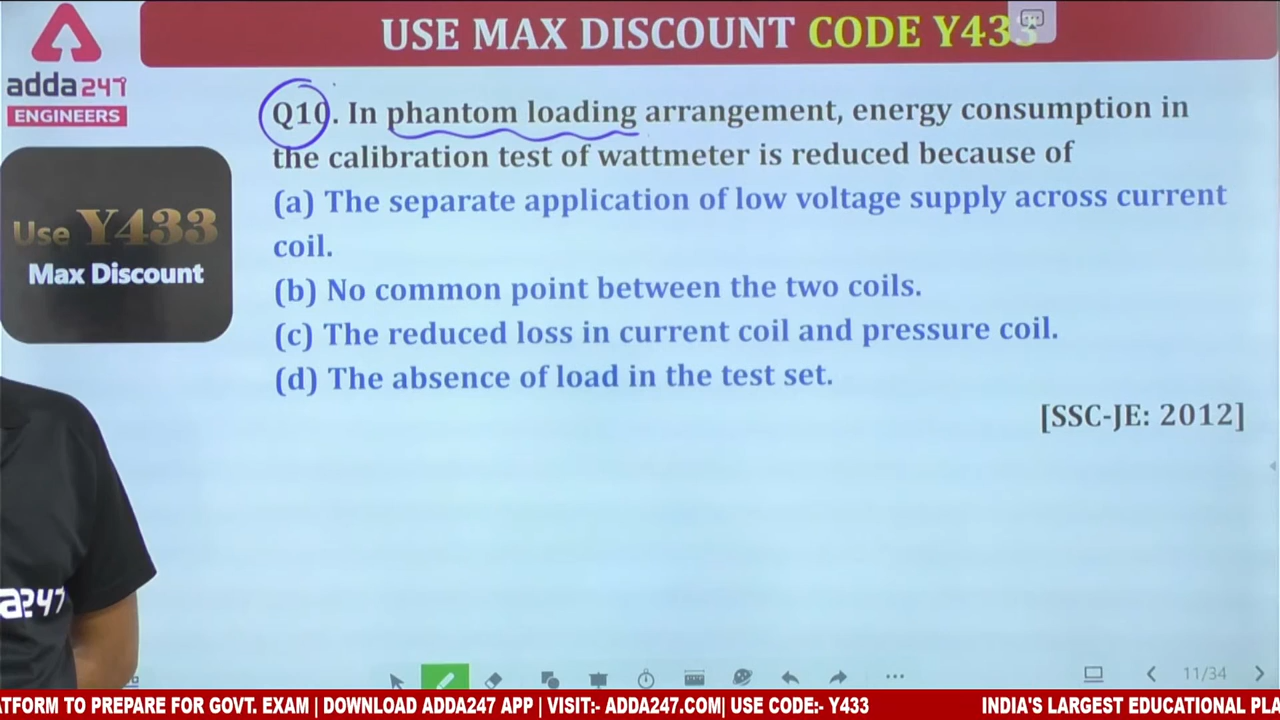 USE MAX DISCOUNT CODE Y433
adda247
ENGINEERS
Use Y433
Max Discount
Q10. In phantom loading arrangement, energy consumption in
the calibration test of wattmeter is reduced because of
(a) The separate application of low voltage supply across current
coil.
(b) No common point between the two coils.
(c) The reduced loss in current coil and pressure coil.
(d) The absence of load in the test set.
[SSC-JE: 2012]
a247
11/34
ATFORM TO PREPARE FOR GOVT. EXAM | DOWNLOAD ADDA247 APP | VISIT:- ADDA247.COM| USE CODE:- Y433 INDIA'S LARGEST EDUCATIONAL PLA